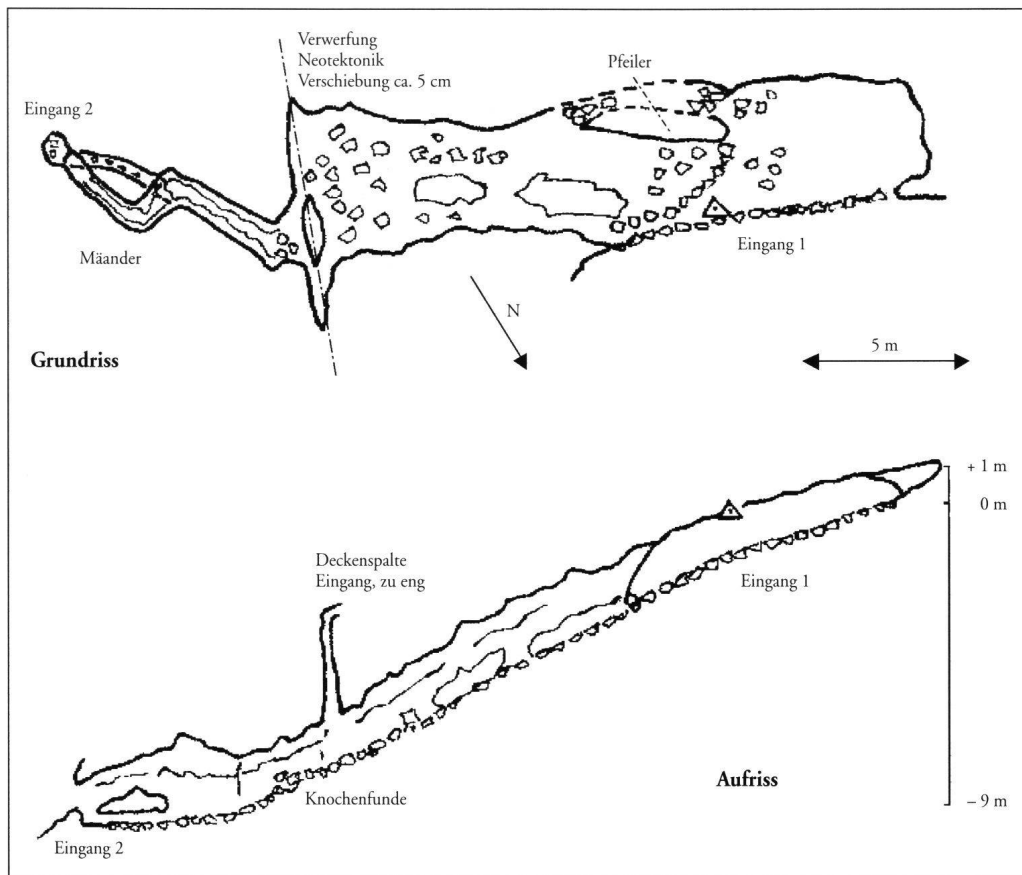 Verwerfung
Neotektonik
Verschiebung ca. 5 cm
Pfeiler
Eingang 2
Mäander
Eingang 1
N
Grundriss
5 m
+ 1 m
0 m
Deckenspalte
Eingang, zu eng
Eingang 1
Aufriss
Knochenfunde
– 9 m
Eingang 2